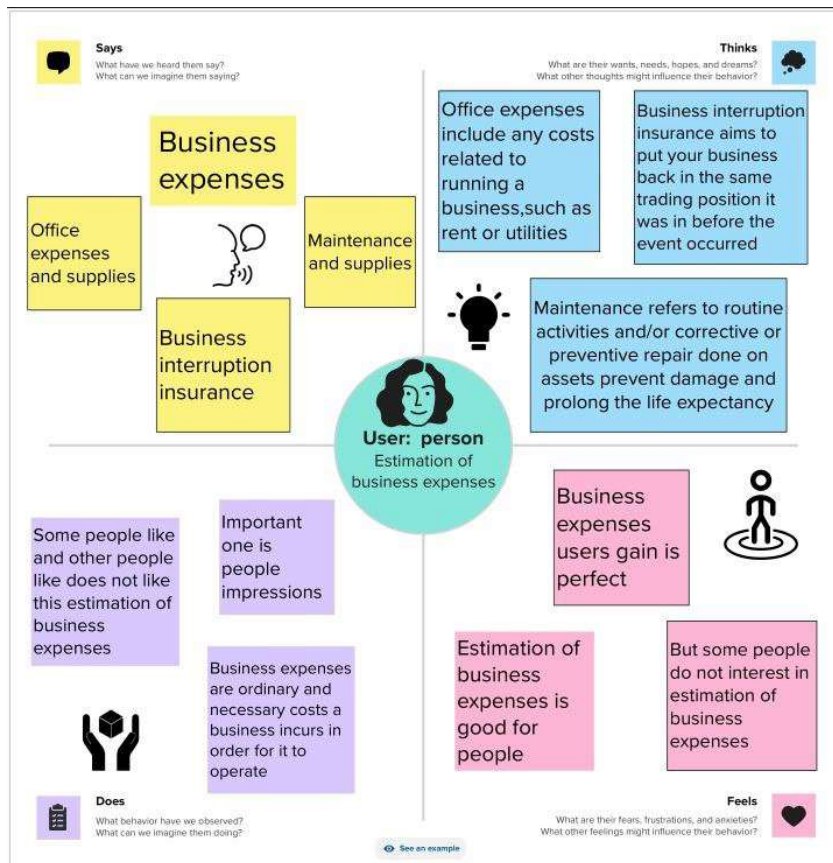 Says
What have we heard them say?
What can we imagine them saying?
Business
expenses
Office
expenses
and supplies
Maintenance
and supplies
Business
interruption
insurance
Thinks
What are their wants, needs, hopes, and dreams?
What other thoughts might influence their behavior?
Office expenses
include any costs
related to
running a
business,such as
rent or utilities
Business interruption
insurance aims to
put your business
back in the same
trading position it
was in before the
event occurred
Maintenance refers to routine
activities and/or corrective or
preventive repair done on
assets prevent damage and
prolong the life expectancy
User: person
Estimation of
business expenses
Some people like
and other people
like does not like
this estimation of
business
expenses
Important
one is
people
impressions
Business expenses
are ordinary and
necessary costs a
business incurs in
order for it to
operate
Does
What behavior have we observed?
What can we imagine them doing?
Business
expenses
users gain is
perfect
Estimation of
business
expenses is
good for
people
But some people
do not interest in
estimation of
business
expenses
Feels
What are their fears, frustrations, and anxieties?
What other feelings might influence their behavior?
See an example